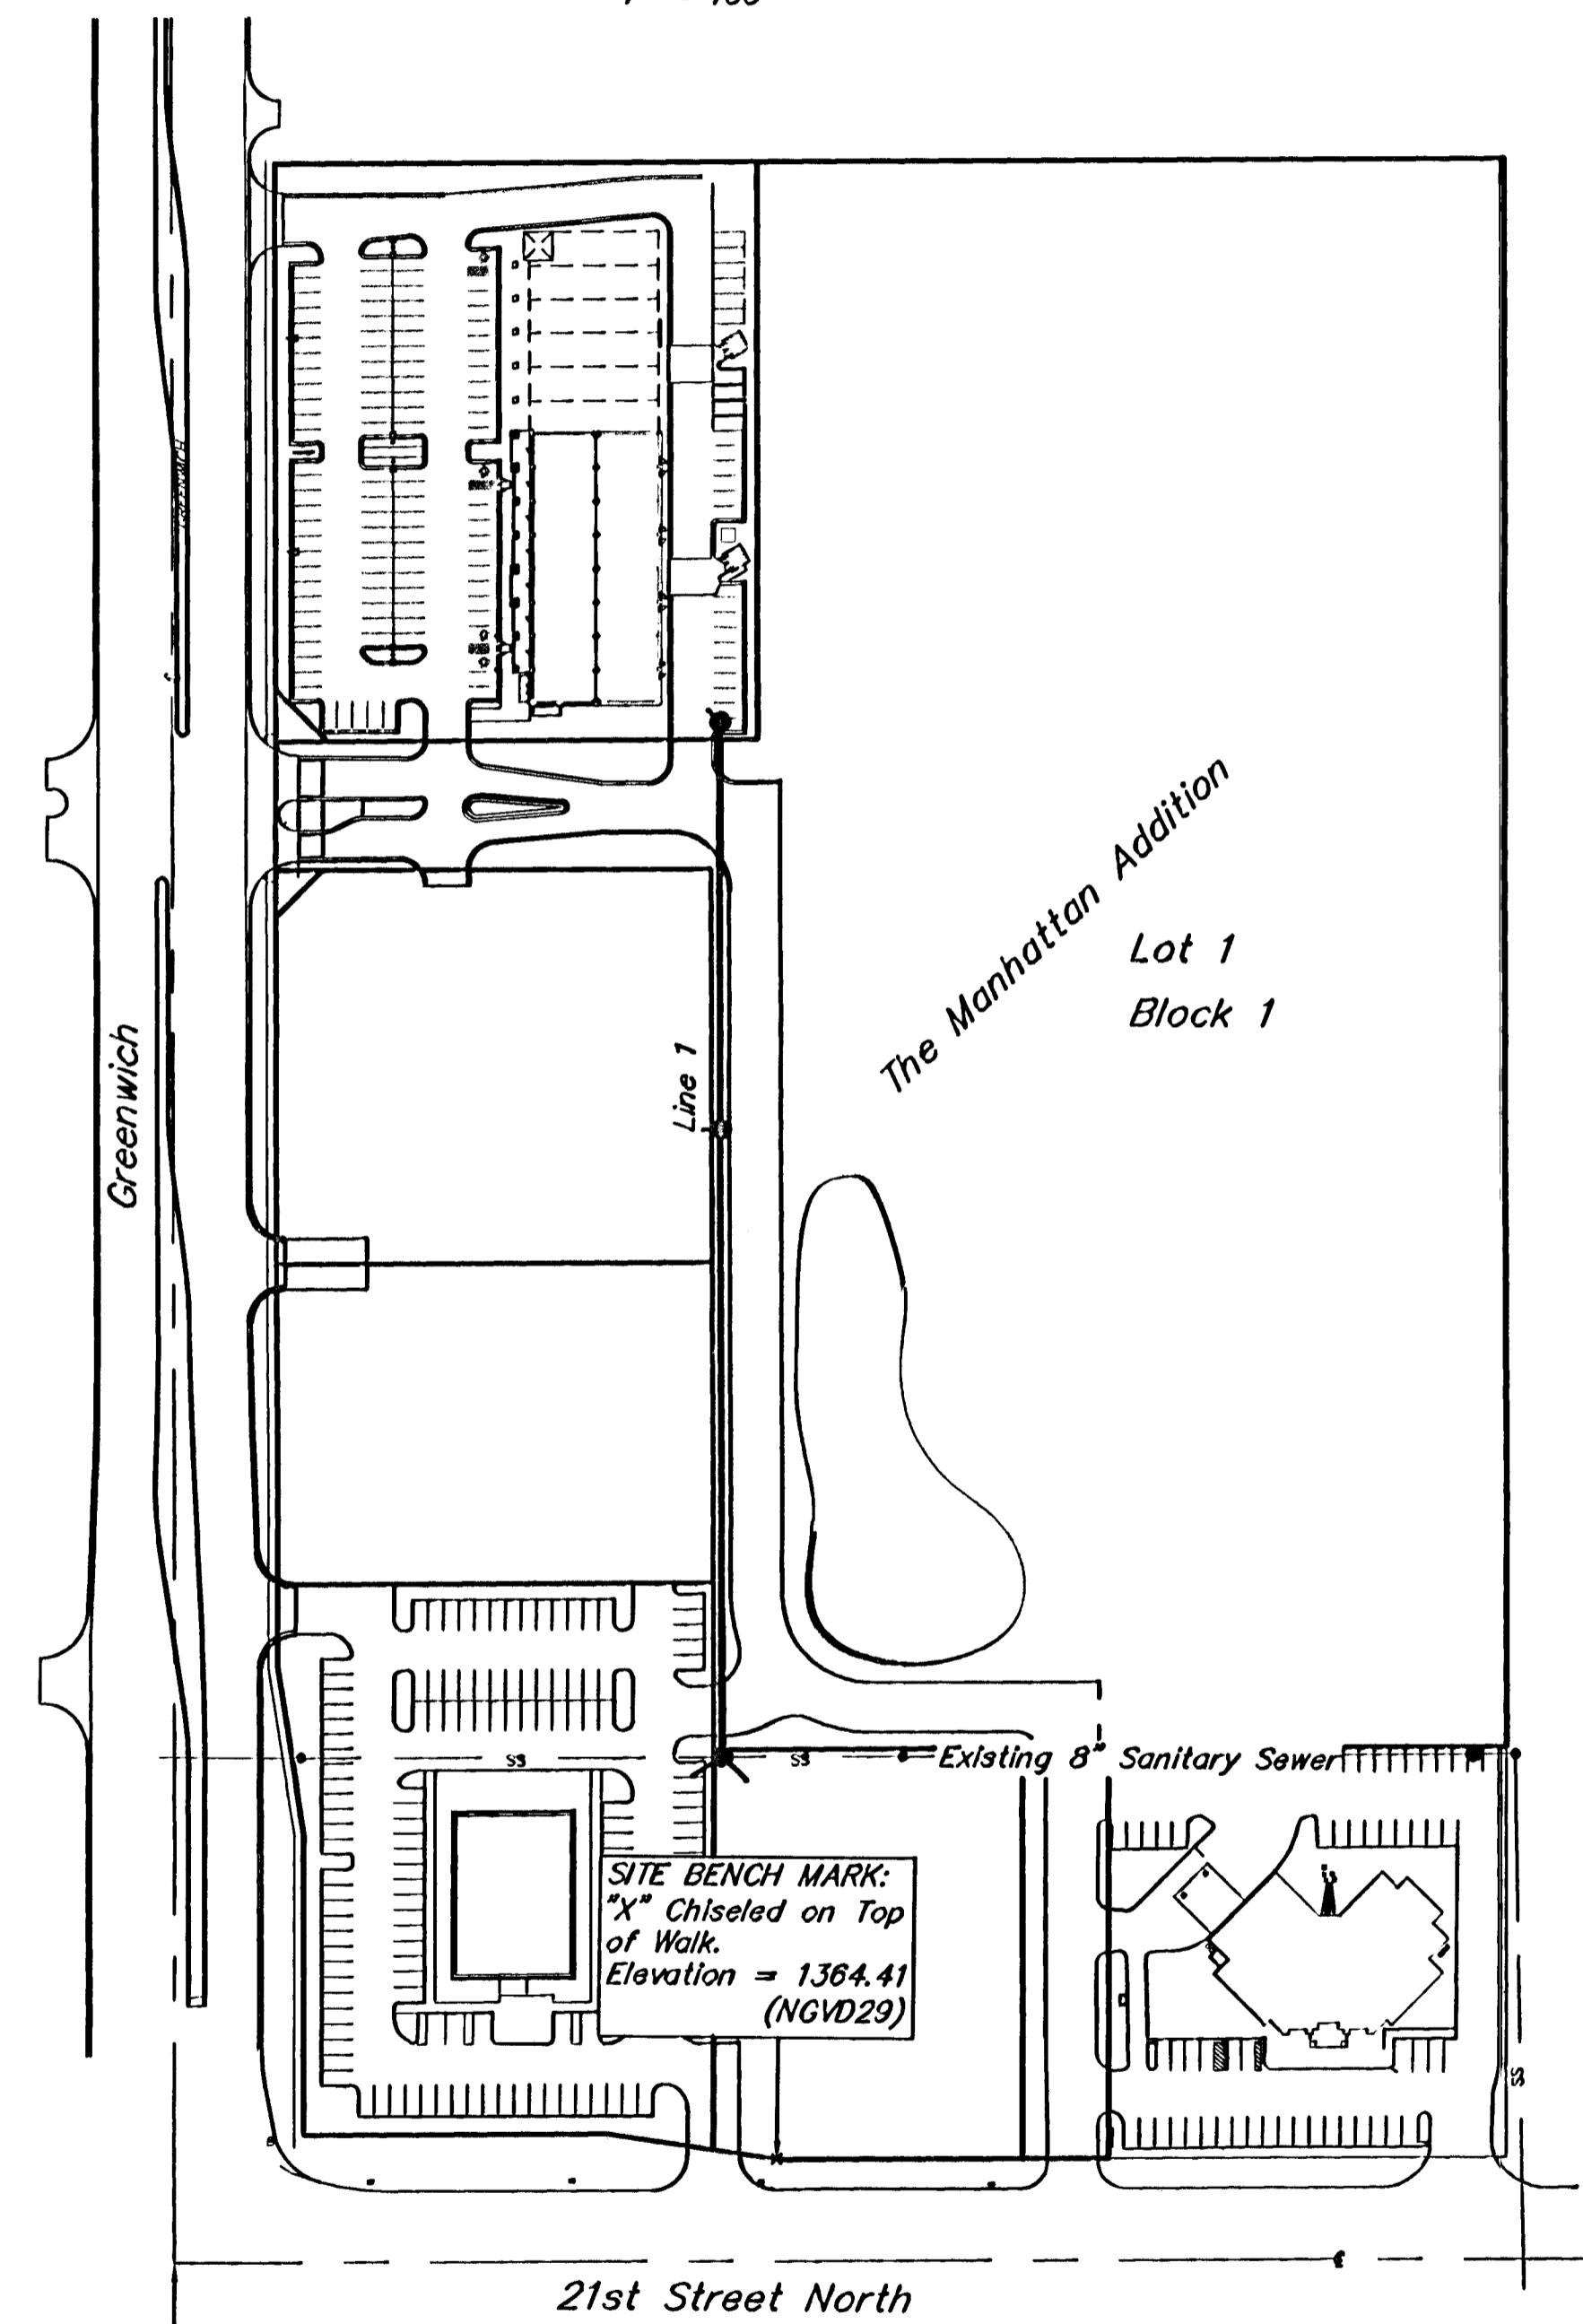 GREENWICH
The Manhattan Addition
Lot 1
Block 1
Line 1
Greenwich
SS
SS
Existing 8" Sanitary Sewer
SITE BENCH MARK:
"X" Chiseled on Top
of Walk.
Elevation = 1364.41
(NGVD29)
SS
21st Street North